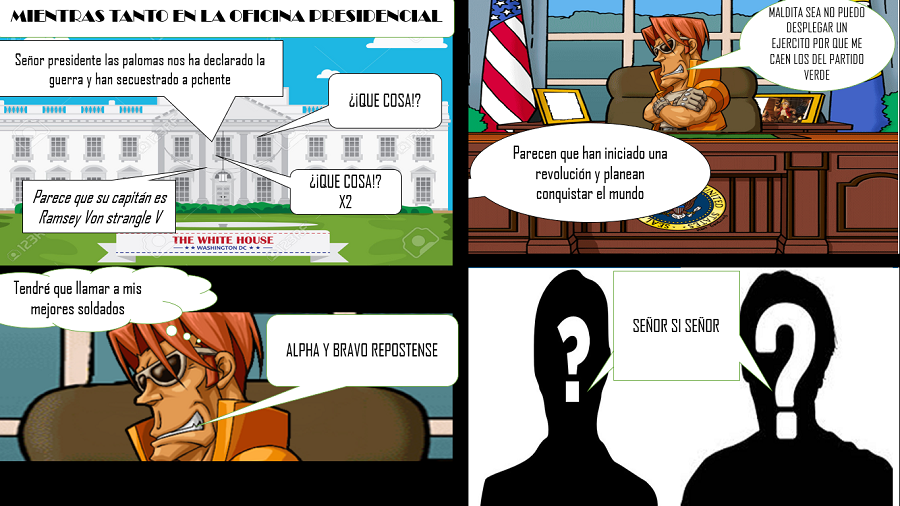 MIENTRAS TANTO EN LA OFICINA PRESIDENCIAL
Señor presidente las palomas nos ha declarado la
guerra y han secuestrado a pchente
¿¡QUE COSA!?
¿¡QUE COSA!?
X2
Parece que su capitán es
Ramsey Von strangle V
THE WHITE HOUSE
WASHINGTON DC
MALDITA SEA NO PUEDO
DESPLEGAR UN
EJERCITO POR QUE ME
CAEN LOS DEL PARTIDO
VERDE
Parecen que han iniciado una
revolución y planean
conquistar el mundo
Tendré que llamar a mis
mejores soldados
ALPHA Y BRAVO REPOSTENSE
SEÑOR SI SEÑOR
?
?